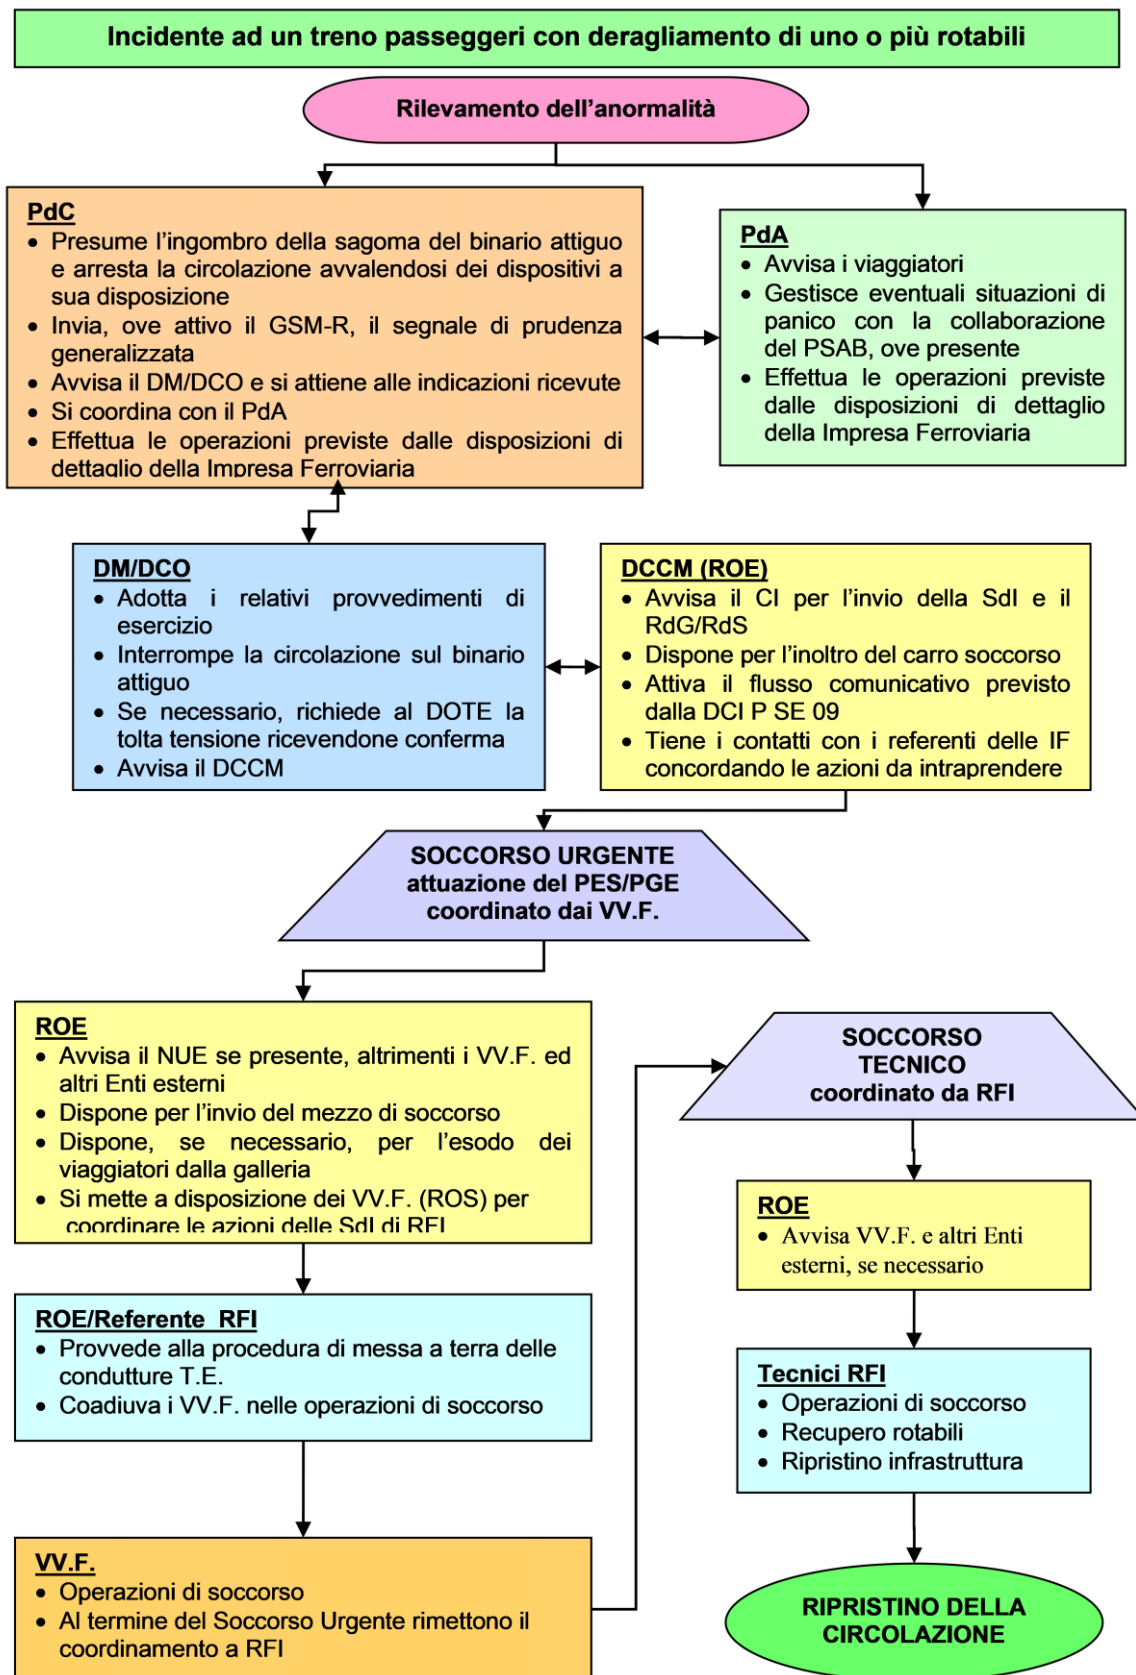 Incidente ad un treno passeggeri con deragliamento di uno o più rotabili
Rilevamento dell'anormalità
PdC
• Presume l'ingombro della sagoma del binario attiguo
e arresta la circolazione avvalendosi dei dispositivi a
sua disposizione
• Invia, ove attivo il GSM-R, il segnale di prudenza
generalizzata
• Avvisa il DM/DCO e si attiene alle indicazioni ricevute
• Si coordina con il PdA
• Effettua le operazioni previste dalle disposizioni di
dettaglio della Impresa Ferroviaria
PdA
• Avvisa i viaggiatori
• Gestisce eventuali situazioni di
panico con la collaborazione
del PSAB, ove presente
• Effettua le operazioni previste
dalle disposizioni di dettaglio
della Impresa Ferroviaria
DM/DCO
• Adotta i relativi provvedimenti di
esercizio
• Interrompe la circolazione sul binario
attiguo
• Se necessario, richiede al DOTE la
tolta tensione ricevendone conferma
• Avvisa il DCCM
DCCM (ROE)
• Avvisa il CI per l'invio della SdI e il
RdG/RdS
• Dispone per l'inoltro del carro soccorso
• Attiva il flusso comunicativo previsto
dalla DCI P SE 09
• Tiene i contatti con i referenti delle IF
concordando le azioni da intraprendere
SOCCORSO URGENTE
attuazione del PES/PGE
coordinato dai VV.F.
ROE
• Avvisa il NUE se presente, altrimenti i VV.F. ed
altri Enti esterni
• Dispone per l'invio del mezzo di soccorso
• Dispone, se necessario, per l'esodo dei
viaggiatori dalla galleria
• Si mette a disposizione dei VV.F. (ROS) per
coordinare le azioni delle SdI di RFI
ROE/Referente RFI
• Provvede alla procedura di messa a terra delle
condutture T.E.
• Coadiuva i VV.F. nelle operazioni di soccorso
VV.F.
• Operazioni di soccorso
• Al termine del Soccorso Urgente rimettono il
coordinamento a RFI
SOCCORSO
TECNICO
coordinato da RFI
ROE
• Avvisa VV.F. e altri Enti
esterni, se necessario
Tecnici RFI
• Operazioni di soccorso
• Recupero rotabili
• Ripristino infrastruttura
RIPRISTINO DELLA
CIRCOLAZIONE